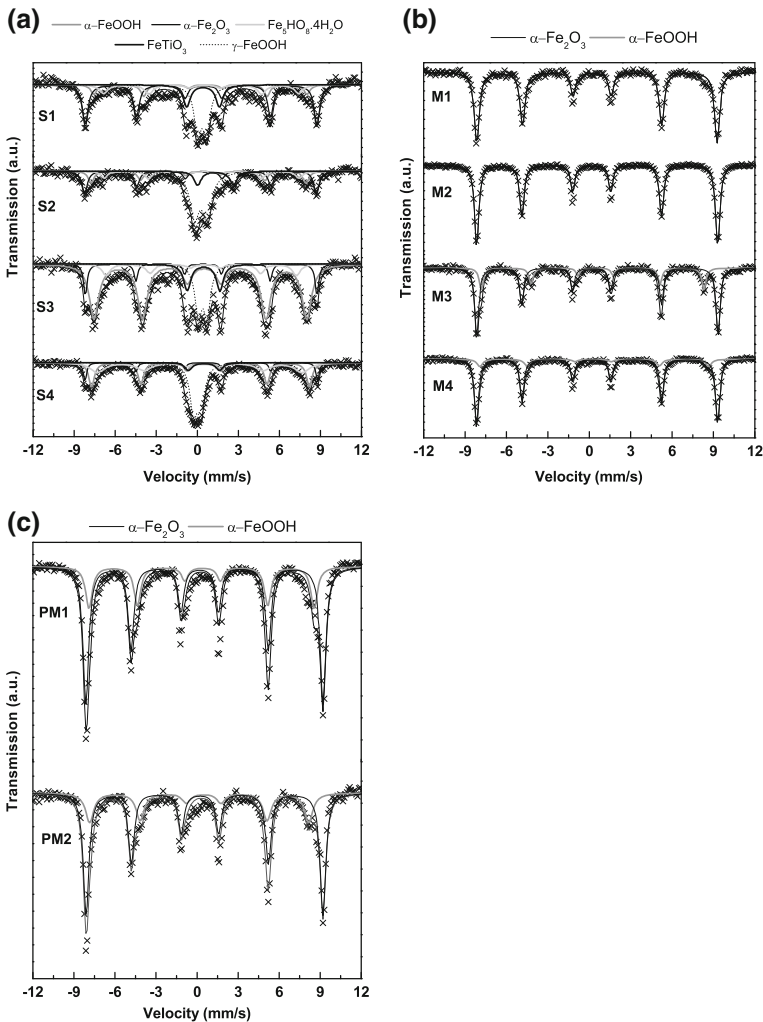 (a)
α–FeOOH α–Fe₂O₃ Fe₅HO₈.4H₂O
FeTiO₃ γ–FeOOH
S1
S2
S3
S4
Transmission (a.u.)
-12 -9 -6 -3 0 3 6 9 12
Velocity (mm/s)
(b)
α–Fe₂O₃ α–FeOOH
M1
M2
M3
M4
Transmission (a.u.)
-12 -9 -6 -3 0 3 6 9 12
Velocity (mm/s)
(c)
α–Fe₂O₃ α–FeOOH
PM1
PM2
Transmission (a.u.)
-12 -9 -6 -3 0 3 6 9 12
Velocity (mm/s)